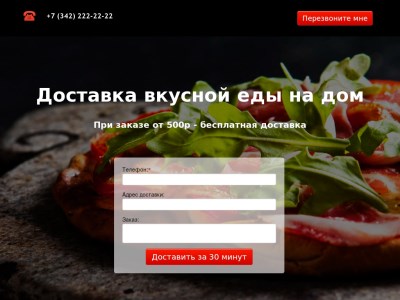 +7 (342) 222-22-22
Перезвоните мне
Доставка вкусной еды на дом
При заказе от 500р - бесплатная доставка
Телефон:*
Адрес доставки:
Заказ:
Доставить за 30 минут